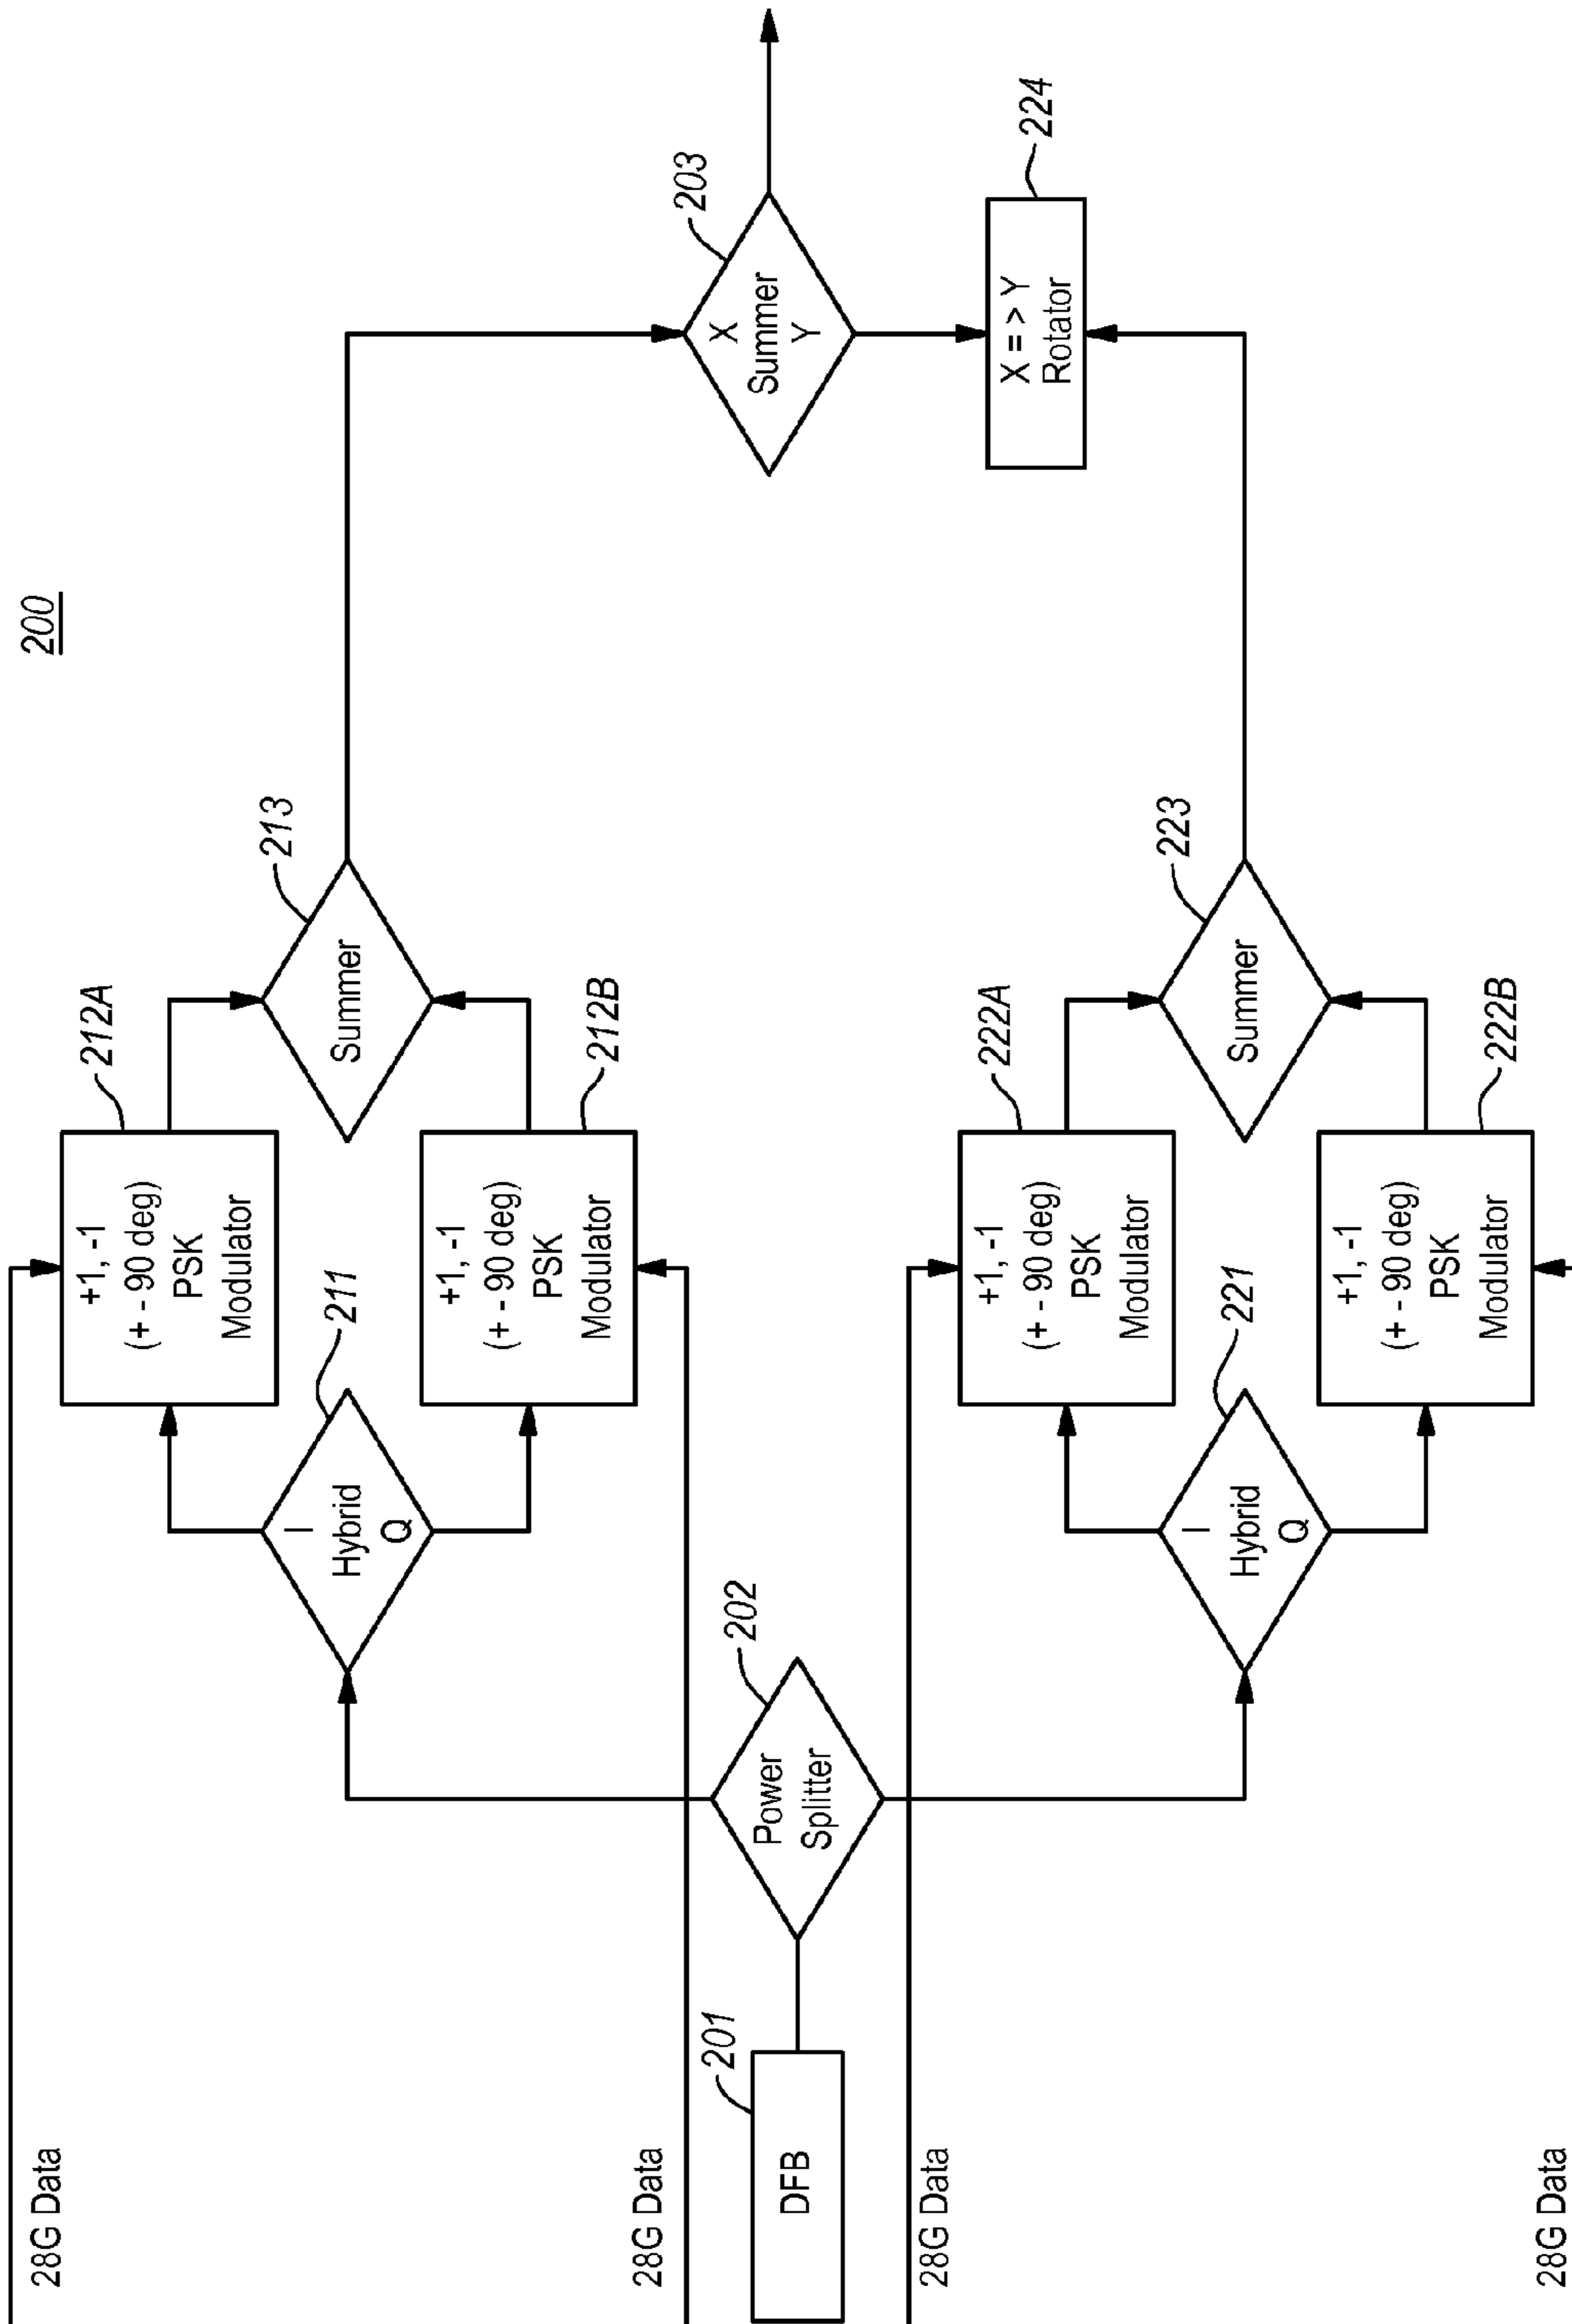 200
28G Data
+1, -1
(+ - 90 deg)
PSK
Modulator
212A
I
Hybrid
Q
211
+1, -1
(+ - 90 deg)
PSK
Modulator
212B
28G Data
Summer
213
DFB
201
Power
Splitter
202
X
Summer
Y
203
X = > Y
Rotator
224
28G Data
+1, -1
(+ - 90 deg)
PSK
Modulator
222A
I
Hybrid
Q
221
+1, -1
(+ - 90 deg)
PSK
Modulator
222B
28G Data
Summer
223